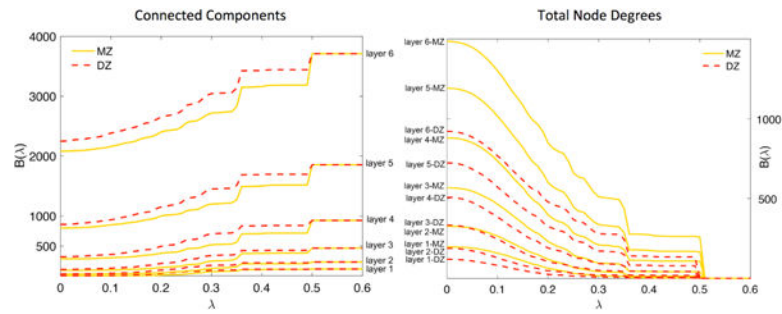 Connected Components
4000
3000
2000
1000
500
B(λ)
MZ
DZ
layer 6
layer 5
layer 4
layer 3
layer 2
layer 1
0 0.1 0.2 0.3 0.4 0.5 0.6
λ
Total Node Degrees
layer 6-MZ
layer 5-MZ
layer 6-DZ
layer 4-MZ
layer 5-DZ
layer 3-MZ
layer 4-DZ
layer 3-DZ
layer 2-MZ
layer 1-MZ
layer 2-DZ
layer 1-DZ
MZ
DZ
1000
500
B(λ)
0 0.1 0.2 0.3 0.4 0.5 0.6
λ